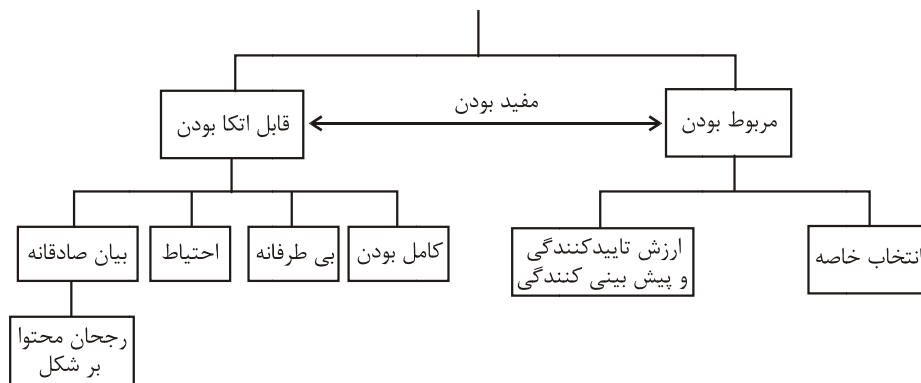 مفید بودن
مربوط بودن
قابل اتکا بودن
انتخاب خاصه
ارزش تاییدکنندگی
و پیش بینی کنندگی
کامل بودن
بی طرفانه
احتیاط
بیان صادقانه
رجحان محتوا
بر شکل